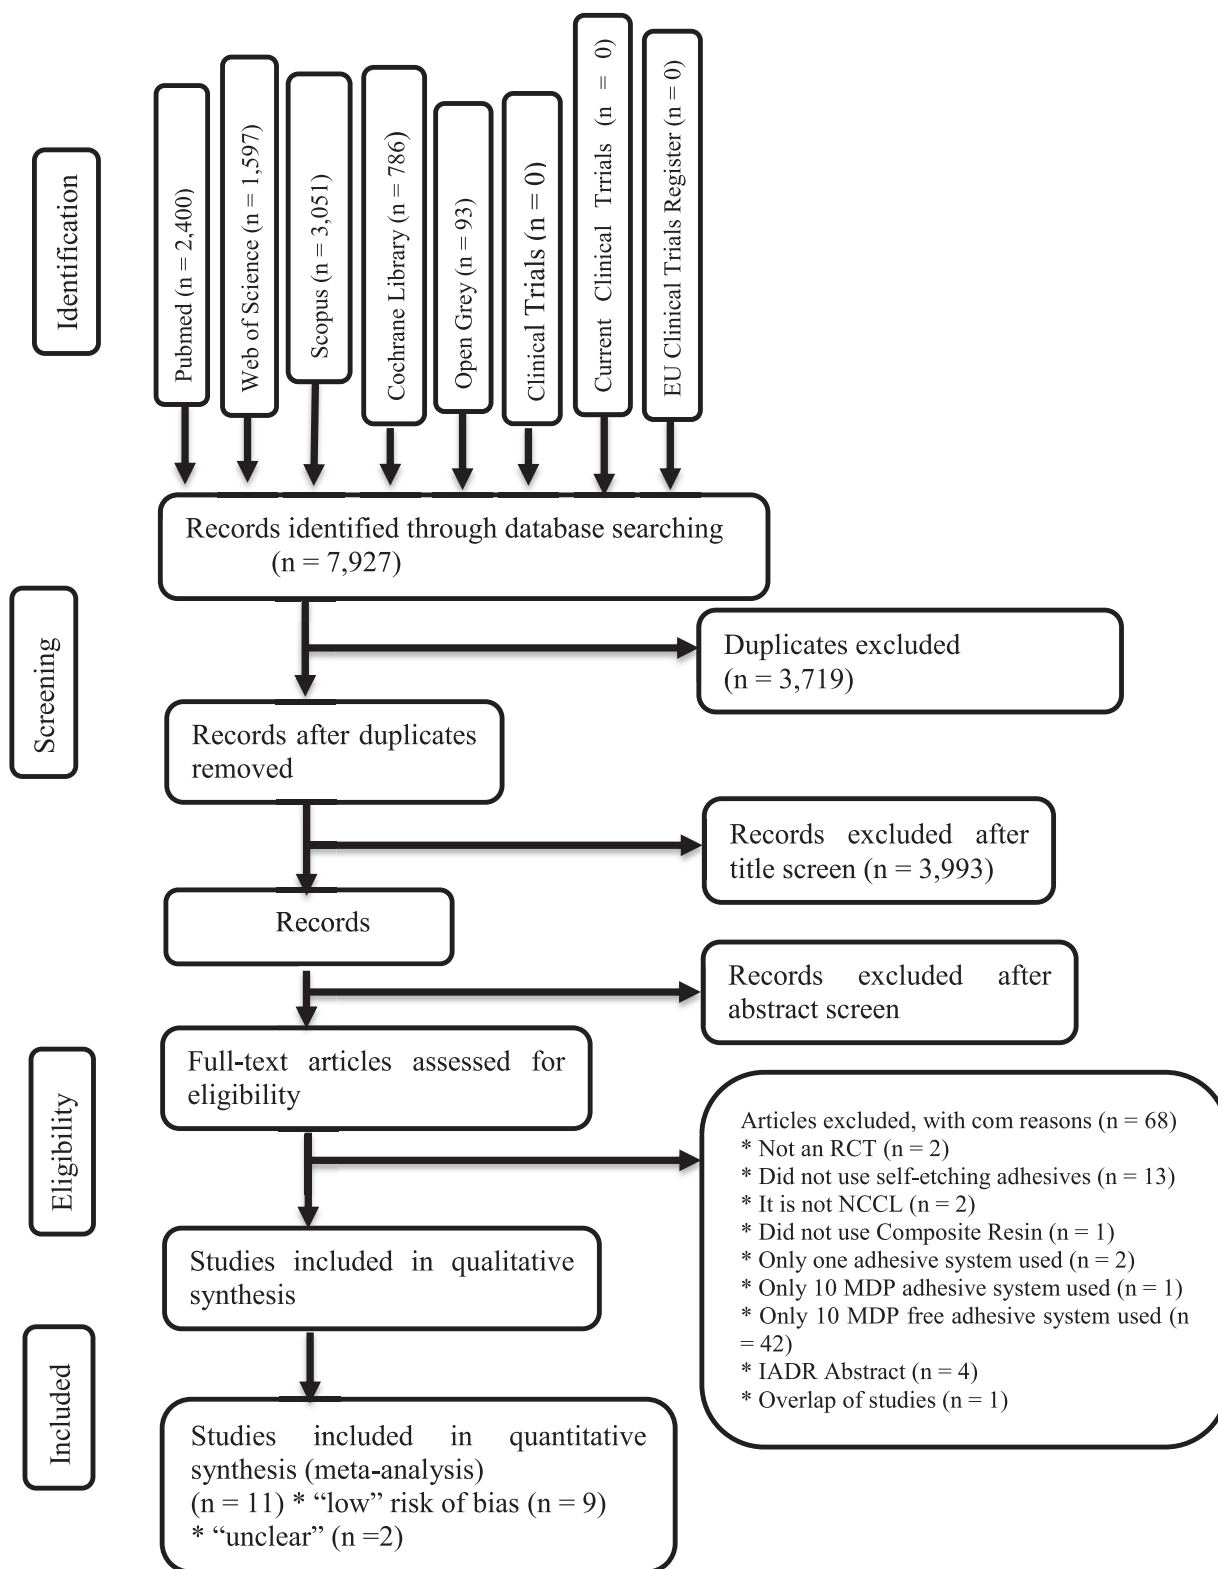 Identification
Pubmed (n = 2,400)
Web of Science (n = 1,597)
Scopus (n = 3,051)
Cochrane Library (n = 786)
Open Grey (n = 93)
Clinical Trials (n = 0)
Current Clinical Trrials (n = 0)
EU Clinical Trials Register (n = 0)
Records identified through database searching
(n = 7,927)
Screening
Duplicates excluded
(n = 3,719)
Records after duplicates
removed
Records excluded after
title screen (n = 3,993)
Records
Records excluded after
abstract screen
Eligibility
Full-text articles assessed for
eligibility
Articles excluded, with com reasons (n = 68)
* Not an RCT (n = 2)
* Did not use self-etching adhesives (n = 13)
* It is not NCCL (n = 2)
* Did not use Composite Resin (n = 1)
* Only one adhesive system used (n = 2)
* Only 10 MDP adhesive system used (n = 1)
* Only 10 MDP free adhesive system used (n
= 42)
* IADR Abstract (n = 4)
* Overlap of studies (n = 1)
Studies included in qualitative
synthesis
Included
Studies included in quantitative
synthesis (meta-analysis)
(n = 11) * “low” risk of bias (n = 9)
* “unclear” (n =2)